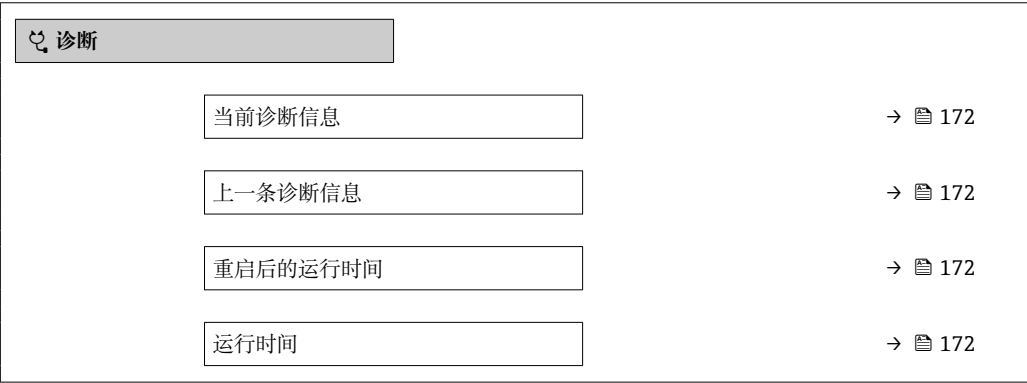 诊断
当前诊断信息 → 172
上一条诊断信息 → 172
重启后的运行时间 → 172
运行时间 → 172